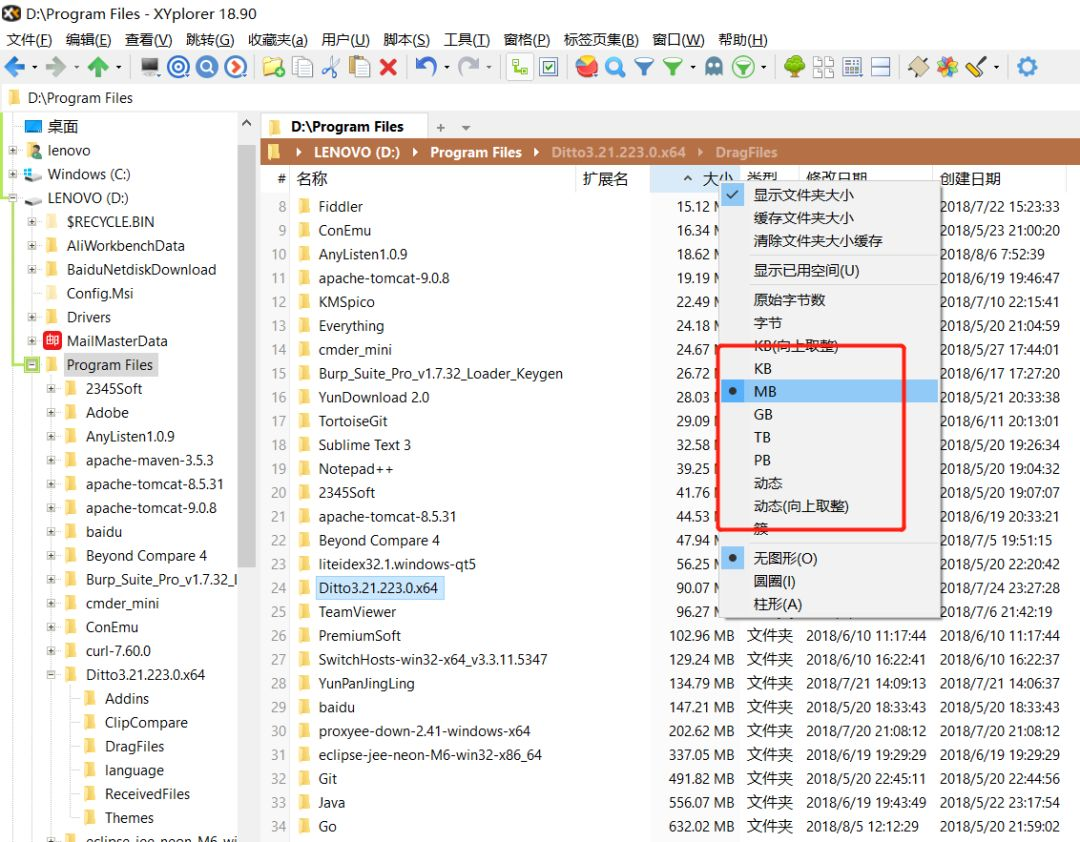 D:\Program Files - XYplorer 18.90
文件(F) 编辑(E) 查看(V) 跳转(G) 收藏夹(a) 用户(U) 脚本(S) 工具(T) 窗格(P) 标签页集(B) 窗口(W) 帮助(H)
D:\Program Files
桌面
lenovo
Windows (C:)
LENOVO (D:)
$RECYCLE.BIN
AliWorkbenchData
BaiduNetdiskDownload
Config.Msi
Drivers
MailMasterData
Program Files
2345Soft
Adobe
AnyListen1.0.9
apache-maven-3.5.3
apache-tomcat-8.5.31
apache-tomcat-9.0.8
baidu
Beyond Compare 4
Burp_Suite_Pro_v1.7.32_
cmder_mini
ConEmu
curl-7.60.0
Ditto3.21.223.0.x64
Addins
ClipCompare
DragFiles
language
ReceivedFiles
Themes
eclipse-jee-neon-M6-wi
D:\Program Files
LENOVO (D:) Program Files Ditto3.21.223.0.x64 DragFiles
# 名称 扩展名 大小 类型 修改日期 创建日期
8 Fiddler 15.12 2018/7/22 15:23:33
9 ConEmu 16.34 2018/5/23 21:00:20
10 AnyListen1.0.9 18.62 2018/8/6 7:52:39
11 apache-tomcat-9.0.8 19.19 2018/6/19 19:46:47
12 KMSpico 22.49 2018/7/10 22:15:41
13 Everything 24.18 2018/5/20 21:04:59
14 cmder_mini 24.67 2018/5/27 17:44:01
15 Burp_Suite_Pro_v1.7.32_Loader_Keygen 26.72 2018/6/17 17:27:20
16 YunDownload 2.0 28.03 2018/5/21 20:33:38
17 TortoiseGit 29.09 2018/6/11 20:13:01
18 Sublime Text 3 32.58 2018/5/20 19:26:34
19 Notepad++ 39.25 2018/5/20 19:04:32
20 2345Soft 41.76 2018/5/20 19:07:07
21 apache-tomcat-8.5.31 44.53 2018/6/19 20:33:21
22 Beyond Compare 4 47.94 2018/7/5 19:51:15
23 liteidex32.1.windows-qt5 56.25 2018/5/20 22:20:42
24 Ditto3.21.223.0.x64 90.07 2018/7/24 23:27:28
25 TeamViewer 96.27 2018/7/6 21:42:19
26 PremiumSoft 102.96 MB 文件夹 2018/6/10 11:17:44 2018/6/10 11:17:44
27 SwitchHosts-win32-x64_v3.3.11.5347 129.24 MB 文件夹 2018/6/10 16:22:41 2018/6/10 16:22:37
28 YunPanJingLing 134.79 MB 文件夹 2018/7/21 14:09:13 2018/7/21 14:06:37
29 baidu 147.21 MB 文件夹 2018/5/20 18:33:43 2018/5/20 18:33:43
30 proxyee-down-2.41-windows-x64 202.62 MB 文件夹 2018/7/20 21:08:12 2018/7/20 21:08:12
31 eclipse-jee-neon-M6-win32-x86_64 337.05 MB 文件夹 2018/6/19 19:29:29 2018/6/19 19:29:29
32 Git 491.82 MB 文件夹 2018/5/20 22:45:11 2018/5/20 22:44:56
33 Java 556.07 MB 文件夹 2018/6/19 19:43:49 2018/5/22 23:17:54
34 Go 632.02 MB 文件夹 2018/8/5 12:12:29 2018/5/20 21:59:02
显示文件夹大小
缓存文件夹大小
清除文件夹大小缓存
显示已用空间(U)
原始字节数
字节
KB(向上取整)
KB
MB
GB
TB
PB
动态
动态(向上取整)
簇
无图形(O)
圆圈(I)
柱形(A)